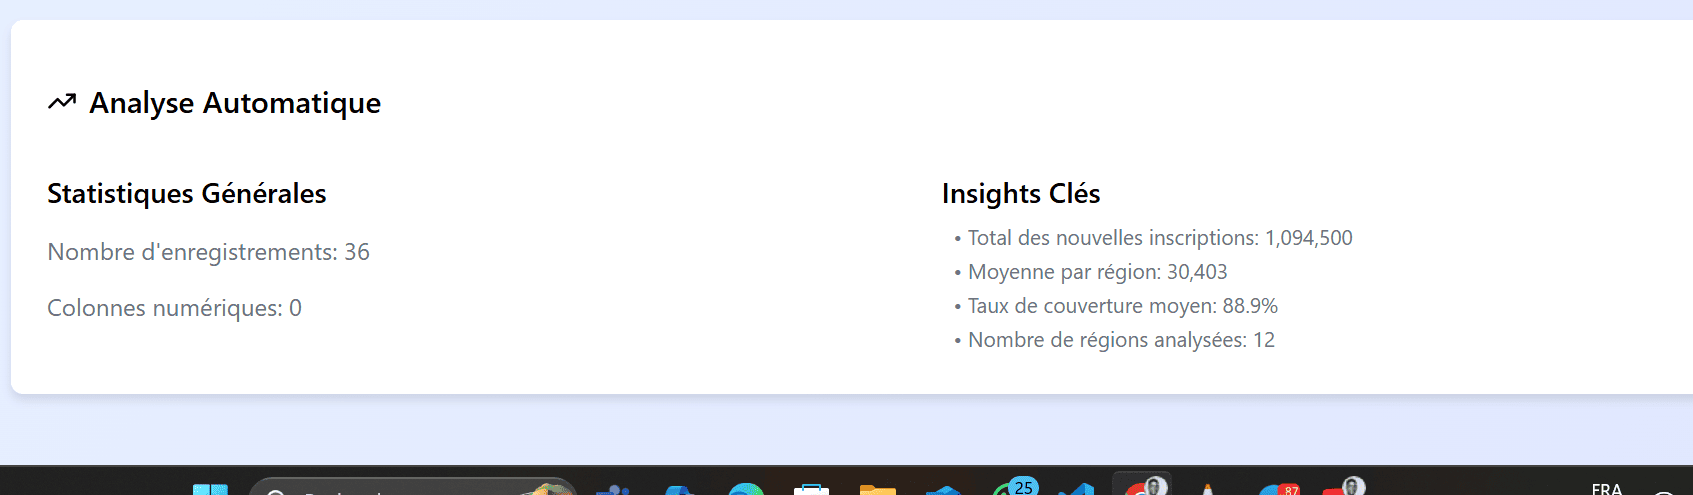 Analyse Automatique
Statistiques Générales
Nombre d'enregistrements: 36
Colonnes numériques: 0
Insights Clés
• Total des nouvelles inscriptions: 1,094,500
• Moyenne par région: 30,403
• Taux de couverture moyen: 88.9%
• Nombre de régions analysées: 12
25
87
FRA